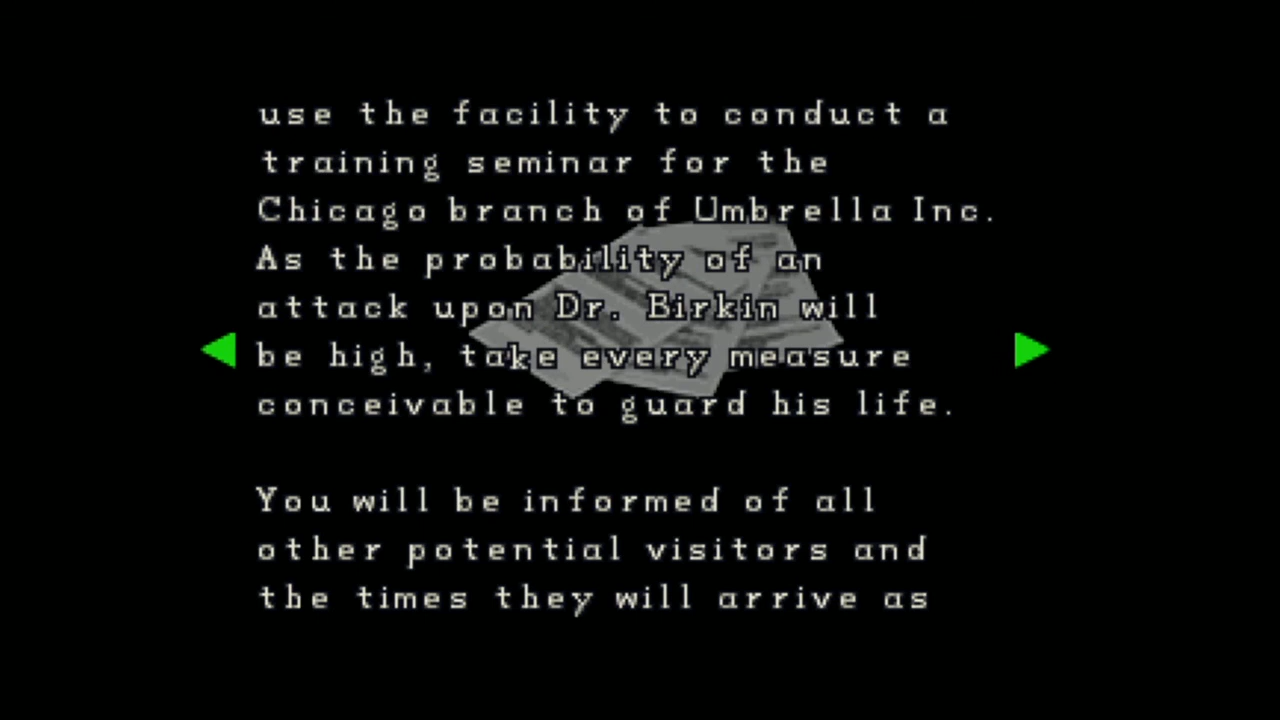 use the facility to conduct a
training seminar for the
Chicago branch of Umbrella Inc.
As the probability of an
attack upon Dr. Birkin will
be high, take every measure
conceivable to guard his life.
You will be informed of all
other potential visitors and
the times they will arrive as